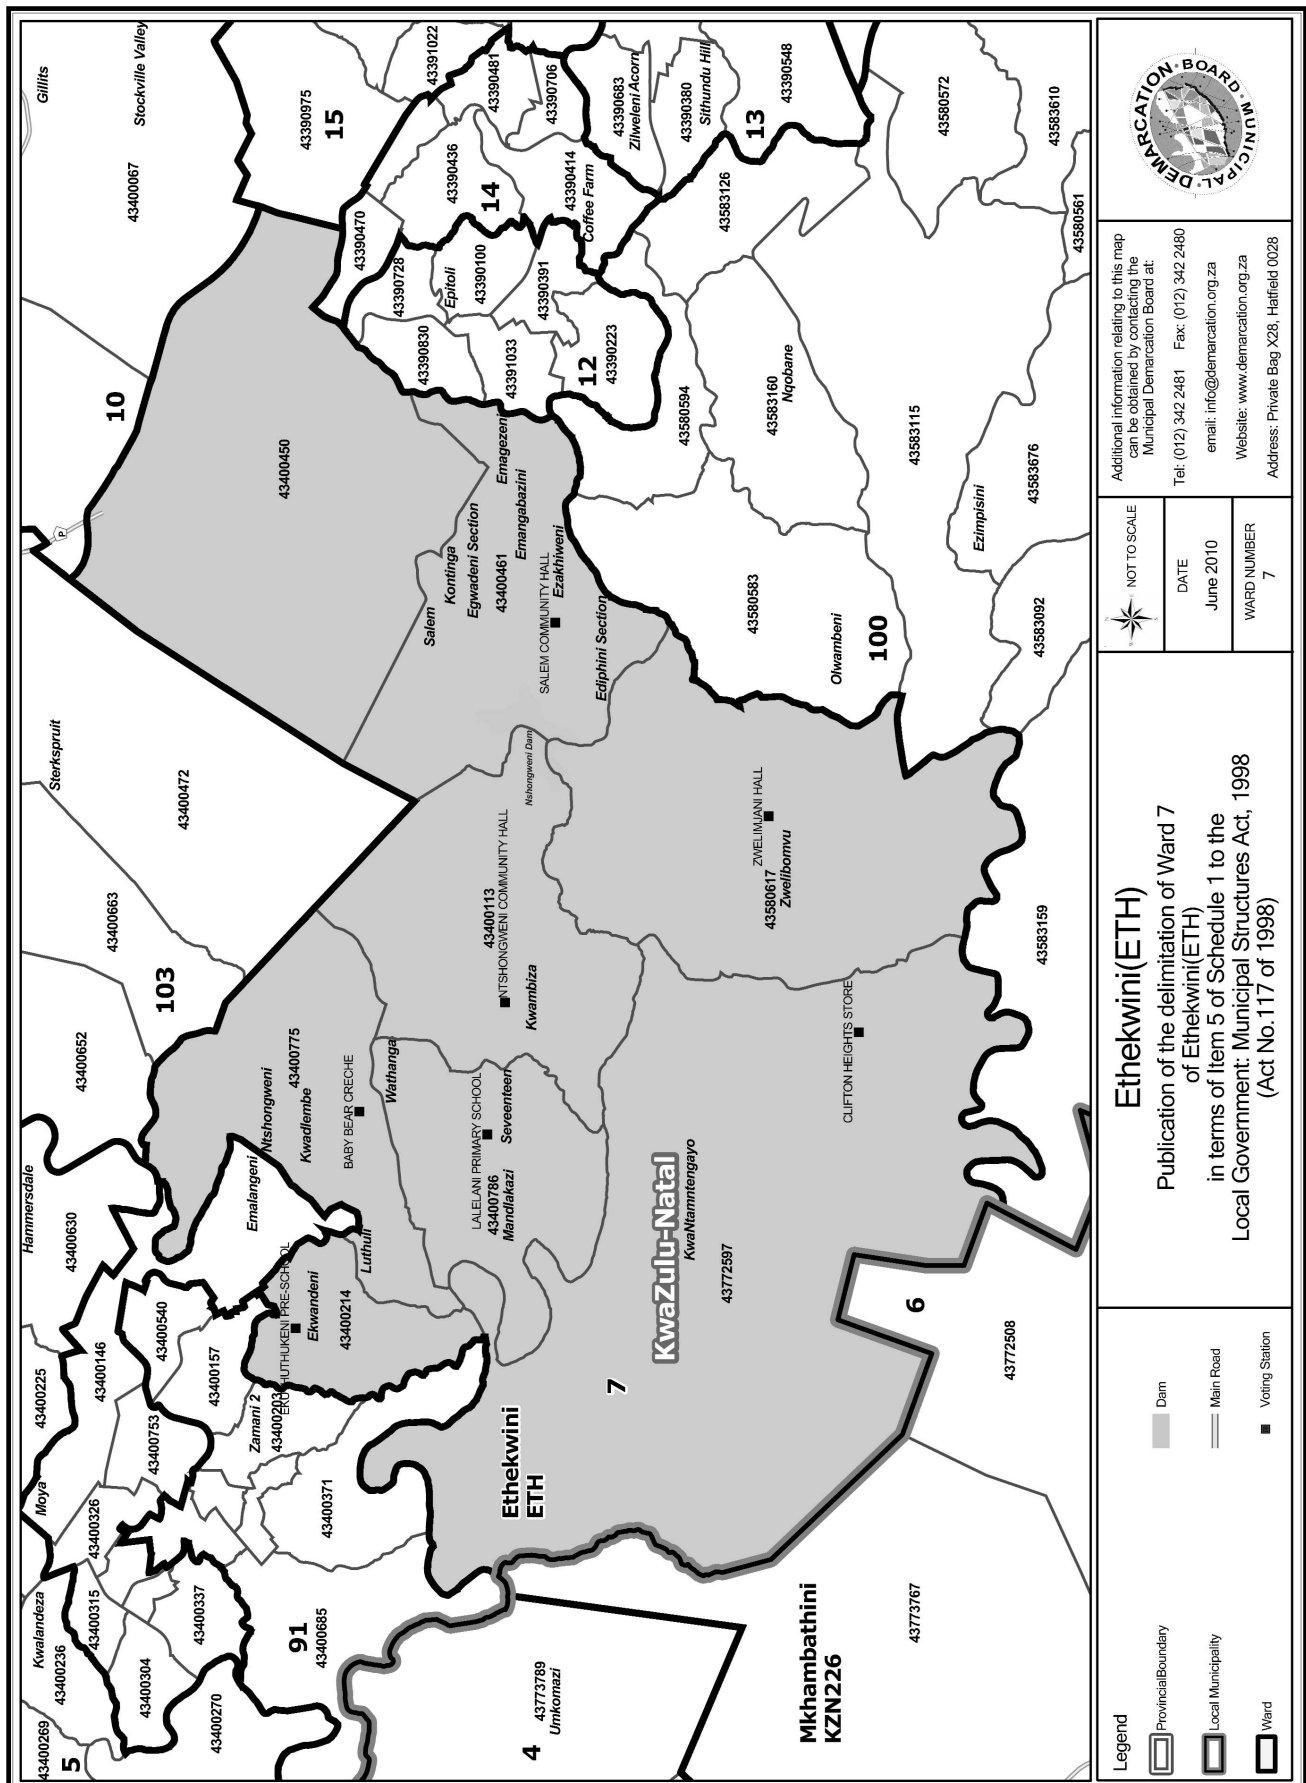 Gillits
Stockville Valley
43400067
43390975
15
43391022
43390481
43390706
43390683
Zilweleni Acorn
43390380
Sithundu Hill
13
43390548
43580572
43583610
43580561
43390470
43390436
14
43390414
Coffee Farm
43583126
43390728
Epitoli
43390100
43390391
43390830
43391033
12
43390223
43580594
43583160
Nqobane
43583115
43583676
Ezimpisini
43583092
10
43400450
P
Salem
Kontinga
Egwadeni Section
43400461
Emagezeni
Emangabazini
SALEM COMMUNITY HALL
Ezakhiweni
Ediphini Section
43580583
Olwambeni
100
Sterkspruit
43400472
43400663
103
43400652
Nshongweni Dam
43400113
NTSHONGWENI COMMUNITY HALL
Kwambiza
ZWELIMJANI HALL
43580617
Zwelibomvu
43583159
CLIFTON HEIGHTS STORE
Hammersdale
43400630
Emalangeni
Ntshongweni
43400775
Kwadlembe
BABY BEAR CRECHE
Wathanga
LALELANI PRIMARY SCHOOL
43400786
Mandlakazi
Seveenteen
KwaZulu-Natal
KwaNtamntengayo
43772597
7
Luthuli
43400214
Ekwandeni
43400540
43400157
43400146
43400225
Zamani 2
43400203
43400753
Moya
43400326
43400371
Ethekwini
ETH
6
43772508
Kwalandeza
43400236
43400315
43400337
43400304
43400270
43400269
5
91
43400685
43773789
Umkomazi
4
Mkhambathini
KZN226
43773767
Legend
ProvincialBoundary
Local Municipality
Ward
Dam
Main Road
Voting Station
Ethekwini(ETH)
Publication of the delimitation of Ward 7
of Ethekwini(ETH)
in terms of Item 5 of Schedule 1 to the
Local Government: Municipal Structures Act, 1998
(Act No.117 of 1998)
NOT TO SCALE
DATE
June 2010
WARD NUMBER
7
Additional information relating to this map
can be obtained by contacting the
Municipal Demarcation Board at:
Tel: (012) 342 2481 Fax: (012) 342 2480
email: info@demarcation.org.za
Website: www.demarcation.org.za
Address: Private Bag X28, Hatfield 0028
DEMARCATION • BOARD • MUNICIPAL •